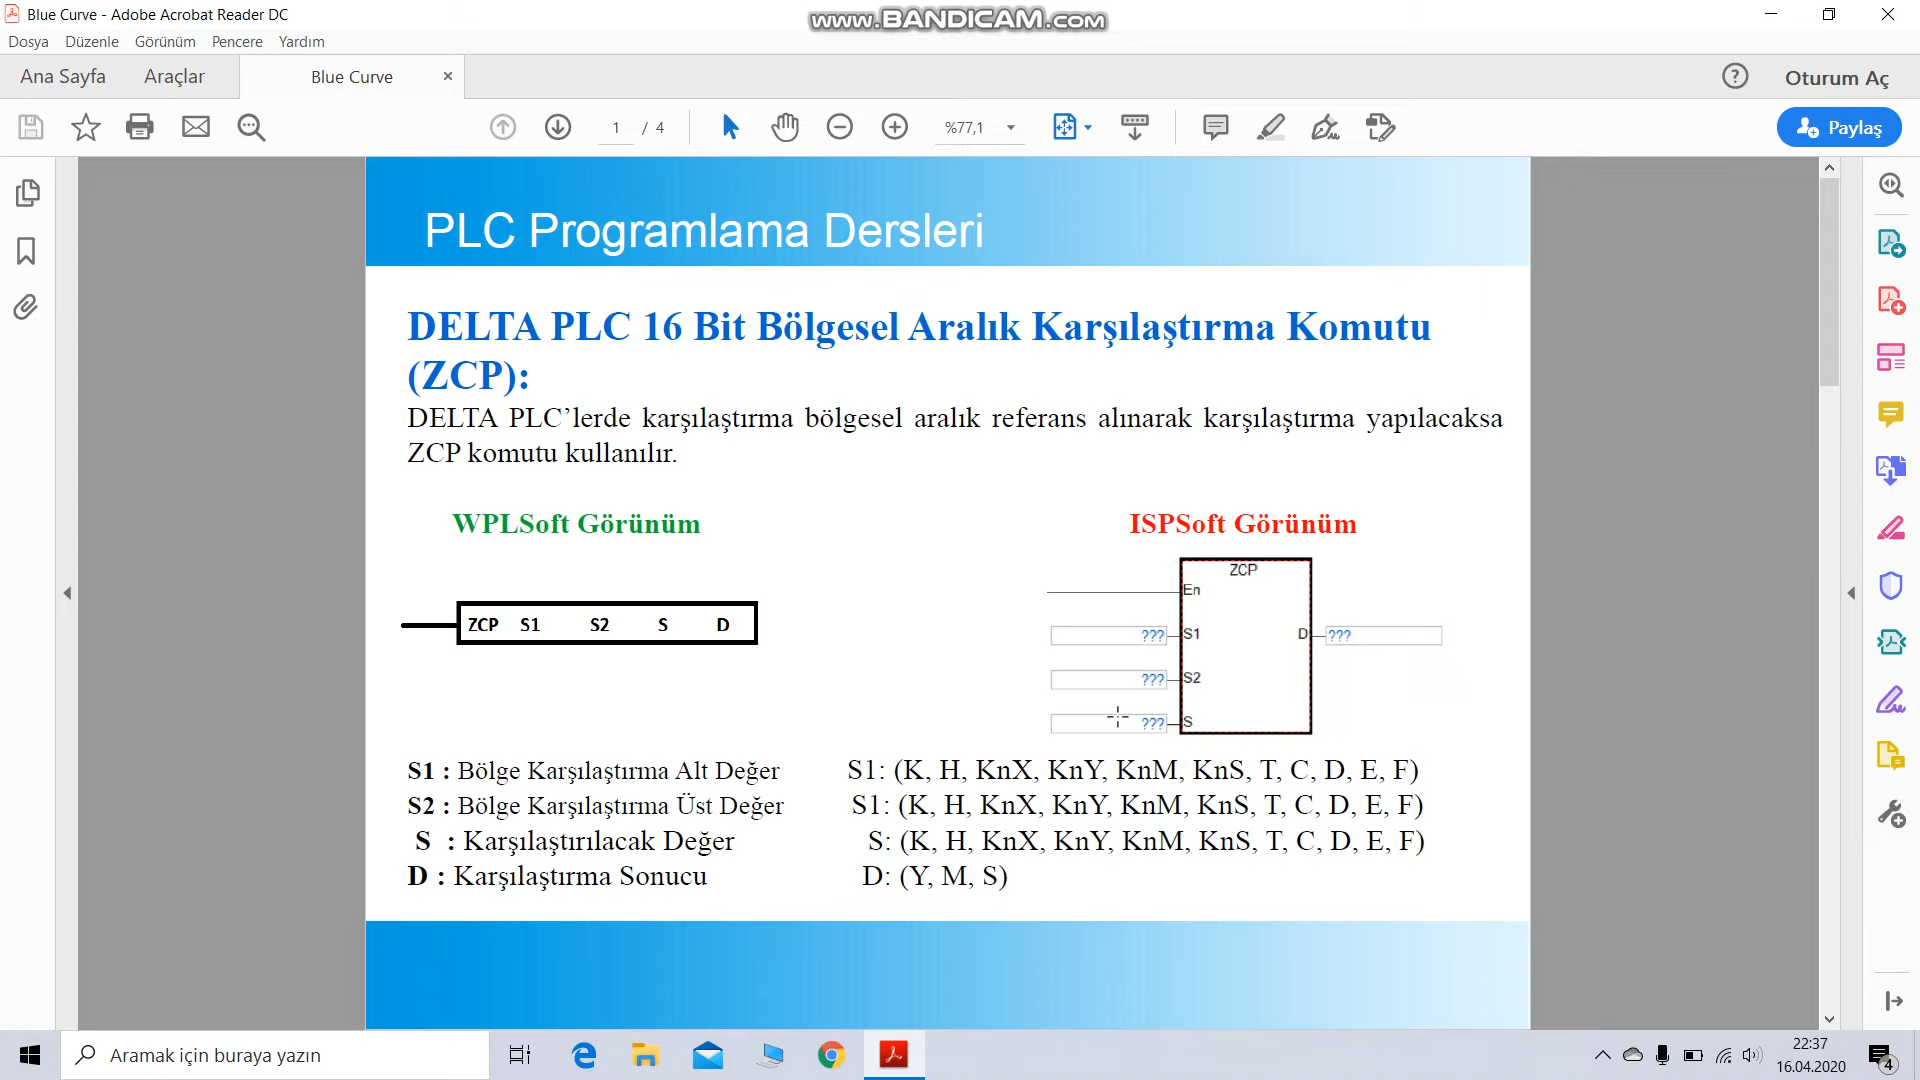 Blue Curve - Adobe Acrobat Reader DC
www.BANDICAM.com
Dosya Düzenle Görünüm Pencere Yardım
Ana Sayfa Araçlar Blue Curve Oturum Aç
1 / 4 %77,1 Paylaş
PLC Programlama Dersleri
DELTA PLC 16 Bit Bölgesel Aralık Karşılaştırma Komutu
(ZCP):
DELTA PLC’lerde karşılaştırma bölgesel aralık referans alınarak karşılaştırma yapılacaksa
ZCP komutu kullanılır.
WPLSoft Görünüm
ZCP S1 S2 S D
ISPSoft Görünüm
ZCP
En
??? S1 D ???
??? S2
??? S
S1 : Bölge Karşılaştırma Alt Değer S1: (K, H, KnX, KnY, KnM, KnS, T, C, D, E, F)
S2 : Bölge Karşılaştırma Üst Değer S1: (K, H, KnX, KnY, KnM, KnS, T, C, D, E, F)
S : Karşılaştırılacak Değer S: (K, H, KnX, KnY, KnM, KnS, T, C, D, E, F)
D : Karşılaştırma Sonucu D: (Y, M, S)
Aramak için buraya yazın
22:37
16.04.2020
4